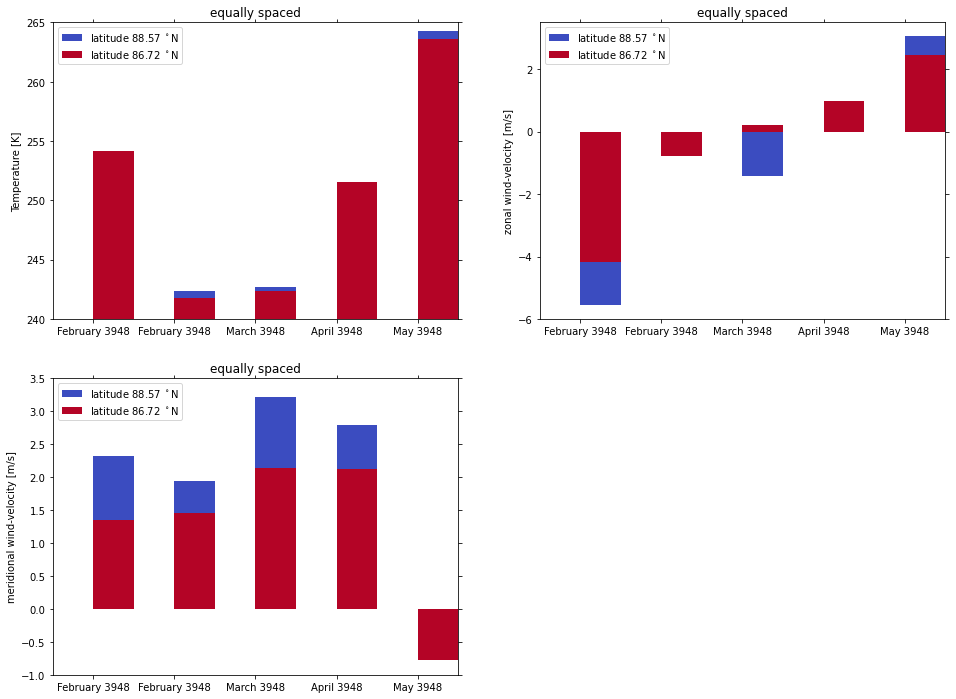 equally spaced
latitude 88.57 °N
latitude 86.72 °N
Temperature [K]
265
260
255
250
245
240
February 3948 February 3948 March 3948 April 3948 May 3948
equally spaced
latitude 88.57 °N
latitude 86.72 °N
zonal wind-velocity [m/s]
2
0
−2
−4
−6
February 3948 February 3948 March 3948 April 3948 May 3948
equally spaced
latitude 88.57 °N
latitude 86.72 °N
meridional wind-velocity [m/s]
3.5
3.0
2.5
2.0
1.5
1.0
0.5
0.0
−0.5
−1.0
February 3948 February 3948 March 3948 April 3948 May 3948